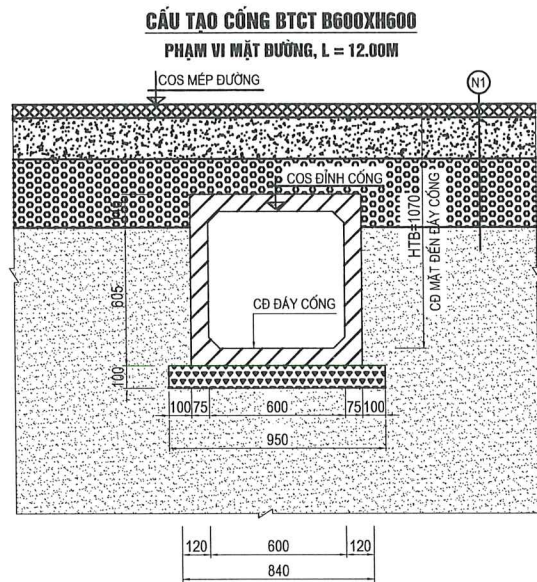 CẤU TẠO CỐNG BTCT B600XH600
PHẠM VI MẶT ĐƯỜNG, L = 12.00M
COS MÉP ĐƯỜNG
N1
COS ĐỈNH CỐNG
HTB=1070
CĐ MẶT ĐẾN ĐÁY CỐNG
605
CĐ ĐÁY CỐNG
100
100 75 600 75 100
950
120 600 120
840